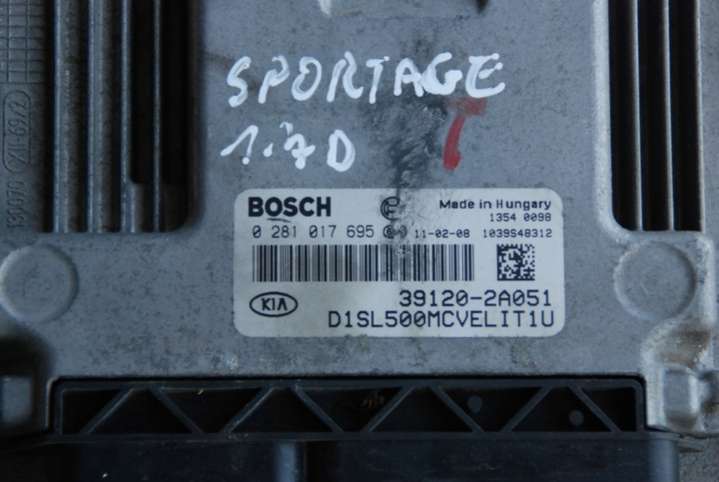 SPORTAGE
1.7D T
BOSCH Made in Hungary
1354 0098
0 281 017 695 11-02-08 1039S48312
KIA 39120-2A051
D1SL500MCVELIT1U